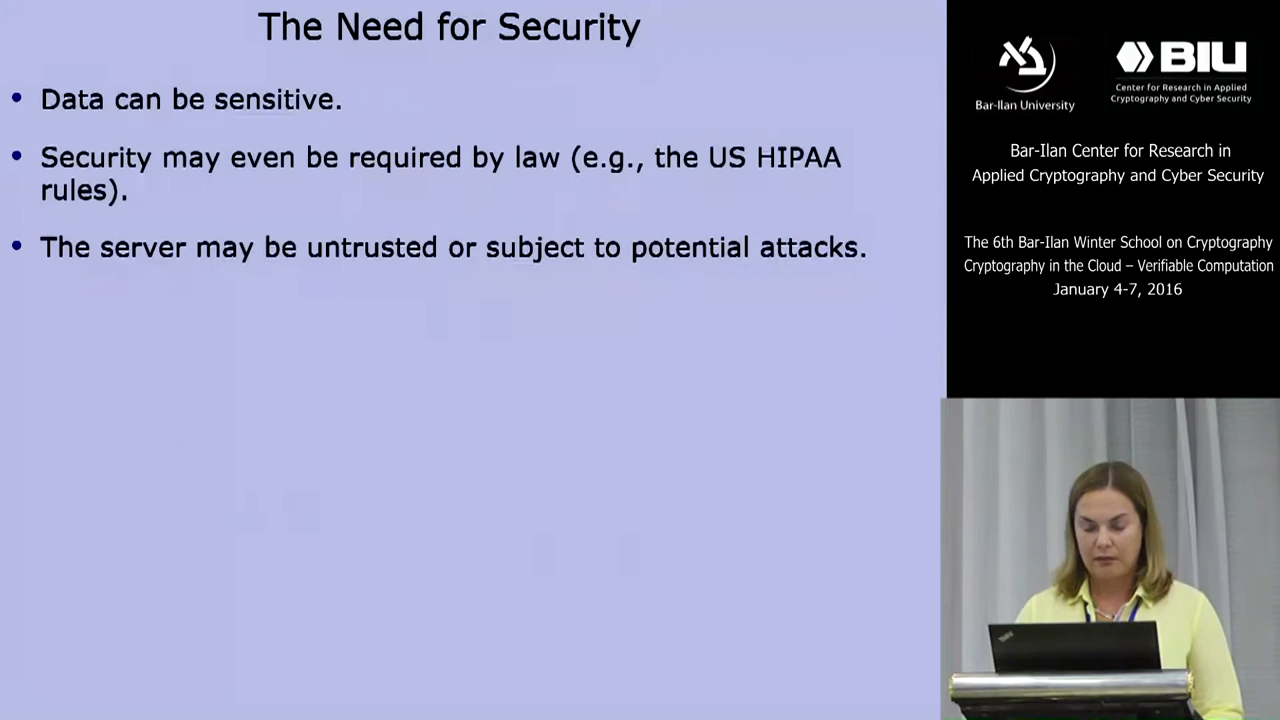 The Need for Security
• Data can be sensitive.
• Security may even be required by law (e.g., the US HIPAA
rules).
• The server may be untrusted or subject to potential attacks.
Bar-Ilan University
BIU
Center for Research in Applied
Cryptography and Cyber Security
Bar-Ilan Center for Research in
Applied Cryptography and Cyber Security
The 6th Bar-Ilan Winter School on Cryptography
Cryptography in the Cloud – Verifiable Computation
January 4-7, 2016